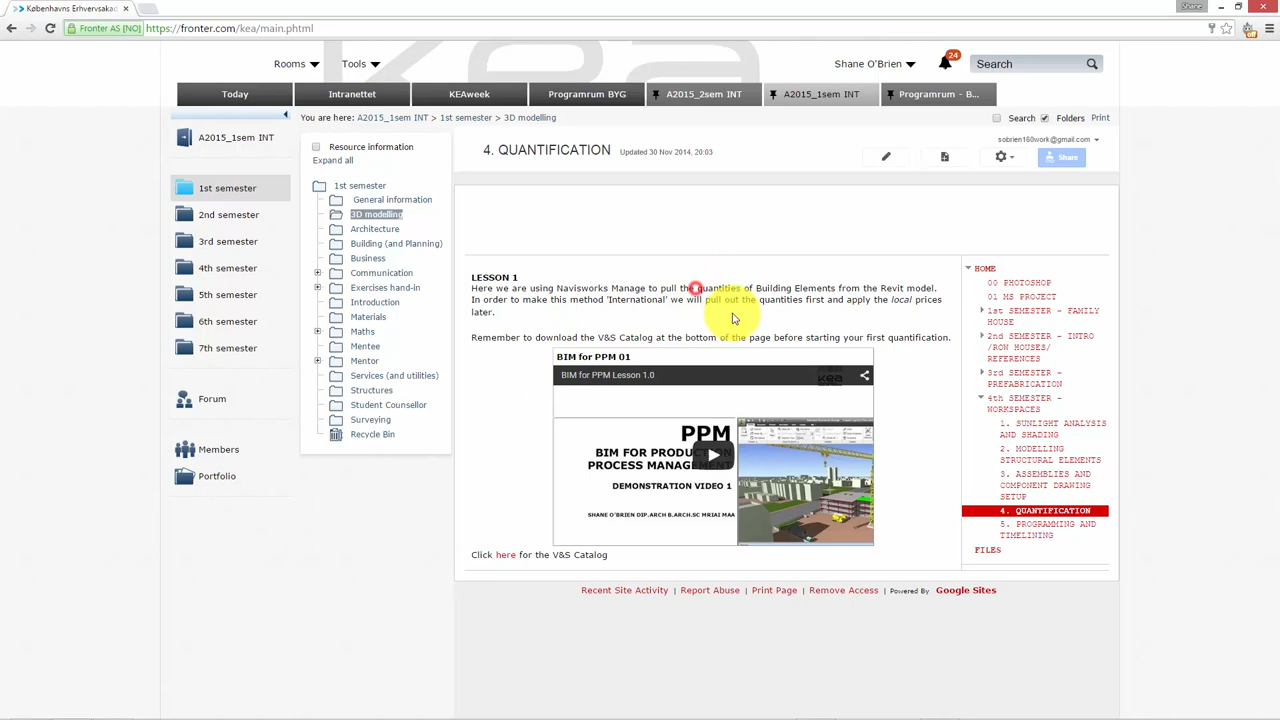 Københavns Erhvervsakad
Shane
Fronter AS [NO]
https://fronter.com/kea/main.phtml
off
kea
Rooms
Tools
Shane O'Brien
24
Search
Today
Intranettet
KEAweek
Programrum BYG
A2015_2sem INT
A2015_1sem INT
Programrum - B...
You are here: A2015_1sem INT > 1st semester > 3D modelling
Search
Folders
Print
A2015_1sem INT
1st semester
2nd semester
3rd semester
4th semester
5th semester
6th semester
7th semester
Forum
Members
Portfolio
Resource information
Expand all
1st semester
General information
3D modelling
Architecture
Building (and Planning)
Business
Communication
Exercises hand-in
Introduction
Materials
Maths
Mentee
Mentor
Services (and utilities)
Structures
Student Counsellor
Surveying
Recycle Bin
sobrien160work@gmail.com
4. QUANTIFICATION
Updated 30 Nov 2014, 20:03
Share
LESSON 1
Here we are using Navisworks Manage to pull the quantities of Building Elements from the Revit model.
In order to make this method 'International' we will pull out the quantities first and apply the local prices
later.
Remember to download the V&S Catalog at the bottom of the page before starting your first quantification.
BIM for PPM 01
BIM for PPM Lesson 1.0
kea
PPM
BIM FOR PRODUCTION
PROCESS MANAGEMENT
DEMONSTRATION VIDEO 1
SHANE O'BRIEN DIP.ARCH B.ARCH.SC MRIAI MAA
Click here for the V&S Catalog
HOME
00 PHOTOSHOP
01 MS PROJECT
1st SEMESTER - FAMILY
HOUSE
2nd SEMESTER - INTRO
/ROW HOUSES/
REFERENCES
3rd SEMESTER -
PREFABRICATION
4th SEMESTER -
WORKSPACES
1. SUNLIGHT ANALYSIS
AND SHADING
2. MODELLING
STRUCTURAL ELEMENTS
3. ASSEMBLIES AND
COMPONENT DRAWING
SETUP
4. QUANTIFICATION
5. PROGRAMMING AND
TIMELINING
FILES
Recent Site Activity | Report Abuse | Print Page | Remove Access | Powered By Google Sites